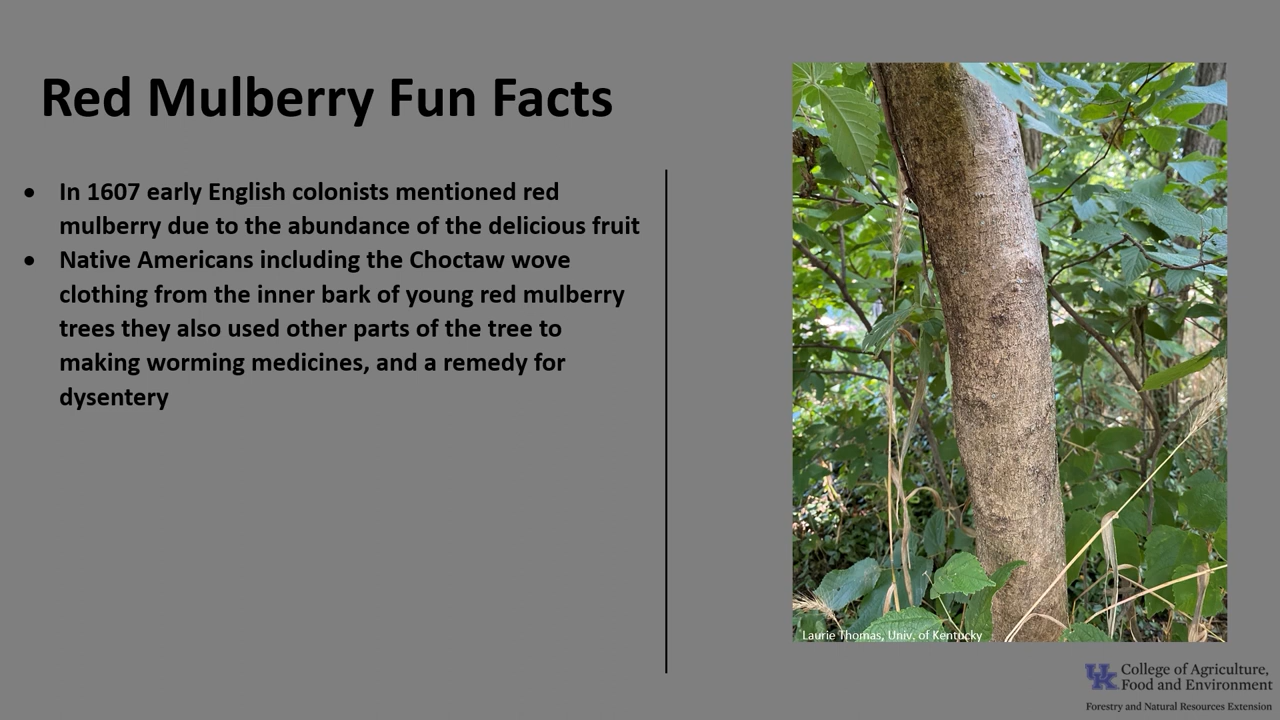 Red Mulberry Fun Facts
• In 1607 early English colonists mentioned red
mulberry due to the abundance of the delicious fruit
• Native Americans including the Choctaw wove
clothing from the inner bark of young red mulberry
trees they also used other parts of the tree to
making worming medicines, and a remedy for
dysentery
Laurie Thomas, Univ. of Kentucky
UK College of Agriculture,
Food and Environment
Forestry and Natural Resources Extension